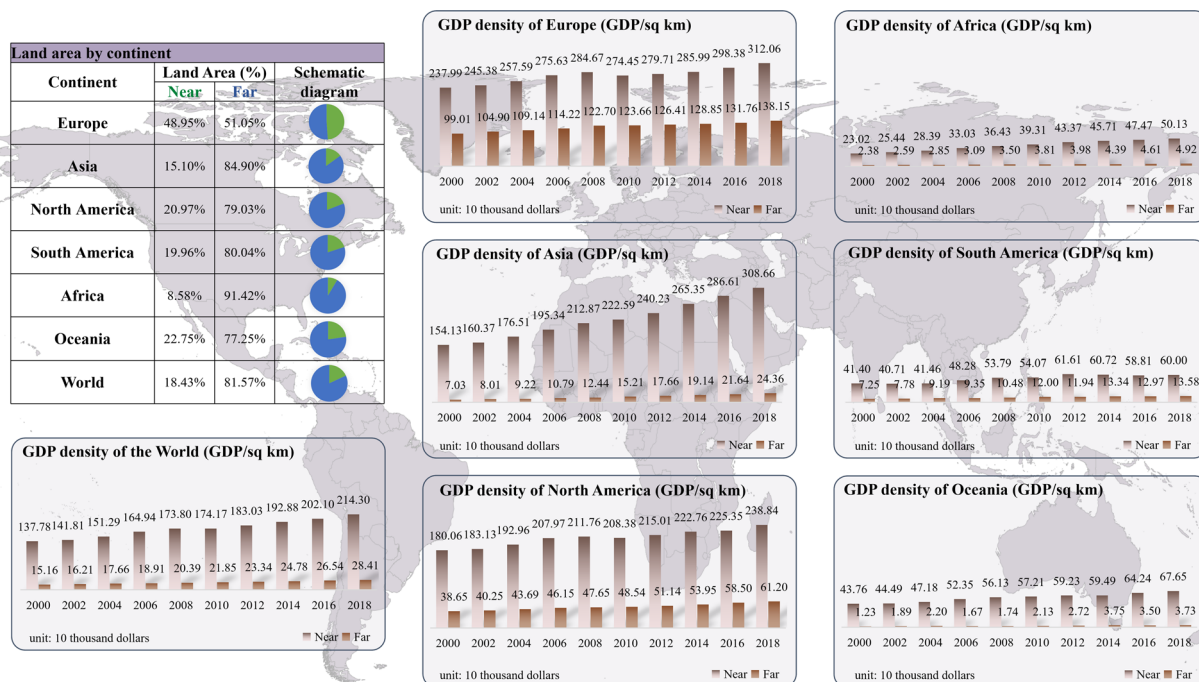 Land area by continent
Continent Land Area (%) Schematic diagram
Near Far
Europe 48.95% 51.05%
Asia 15.10% 84.90%
North America 20.97% 79.03%
South America 19.96% 80.04%
Africa 8.58% 91.42%
Oceania 22.75% 77.25%
World 18.43% 81.57%
GDP density of the World (GDP/sq km)
137.78 141.81 151.29 164.94 173.80 174.17 183.03 192.88 202.10 214.30
15.16 16.21 17.66 18.91 20.39 21.85 23.34 24.78 26.54 28.41
2000 2002 2004 2006 2008 2010 2012 2014 2016 2018
unit: 10 thousand dollars Near Far
GDP density of Europe (GDP/sq km)
237.99 245.38 257.59 275.63 284.67 274.45 279.71 285.99 298.38 312.06
99.01 104.90 109.14 114.22 122.70 123.66 126.41 128.85 131.76 138.15
2000 2002 2004 2006 2008 2010 2012 2014 2016 2018
unit: 10 thousand dollars Near Far
GDP density of Asia (GDP/sq km)
154.13 160.37 176.51 195.34 212.87 222.59 240.23 265.35 286.61 308.66
7.03 8.01 9.22 10.79 12.44 15.21 17.66 19.14 21.64 24.36
2000 2002 2004 2006 2008 2010 2012 2014 2016 2018
unit: 10 thousand dollars Near Far
GDP density of North America (GDP/sq km)
180.06 183.13 192.96 207.97 211.76 208.38 215.01 222.76 225.35 238.84
38.65 40.25 43.69 46.15 47.65 48.54 51.14 53.95 58.50 61.20
2000 2002 2004 2006 2008 2010 2012 2014 2016 2018
unit: 10 thousand dollars Near Far
GDP density of Africa (GDP/sq km)
23.02 25.44 28.39 33.03 36.43 39.31 43.37 45.71 47.47 50.13
2.38 2.59 2.85 3.09 3.50 3.81 3.98 4.39 4.61 4.92
2000 2002 2004 2006 2008 2010 2012 2014 2016 2018
unit: 10 thousand dollars Near Far
GDP density of South America (GDP/sq km)
41.40 40.71 41.46 48.28 53.79 54.07 61.61 60.72 58.81 60.00
7.25 7.78 9.19 9.35 10.48 12.00 11.94 13.34 12.97 13.58
2000 2002 2004 2006 2008 2010 2012 2014 2016 2018
unit: 10 thousand dollars Near Far
GDP density of Oceania (GDP/sq km)
43.76 44.49 47.18 52.35 56.13 57.21 59.23 59.49 64.24 67.65
1.23 1.89 2.20 1.67 1.74 2.13 2.72 3.75 3.50 3.73
2000 2002 2004 2006 2008 2010 2012 2014 2016 2018
unit: 10 thousand dollars Near Far